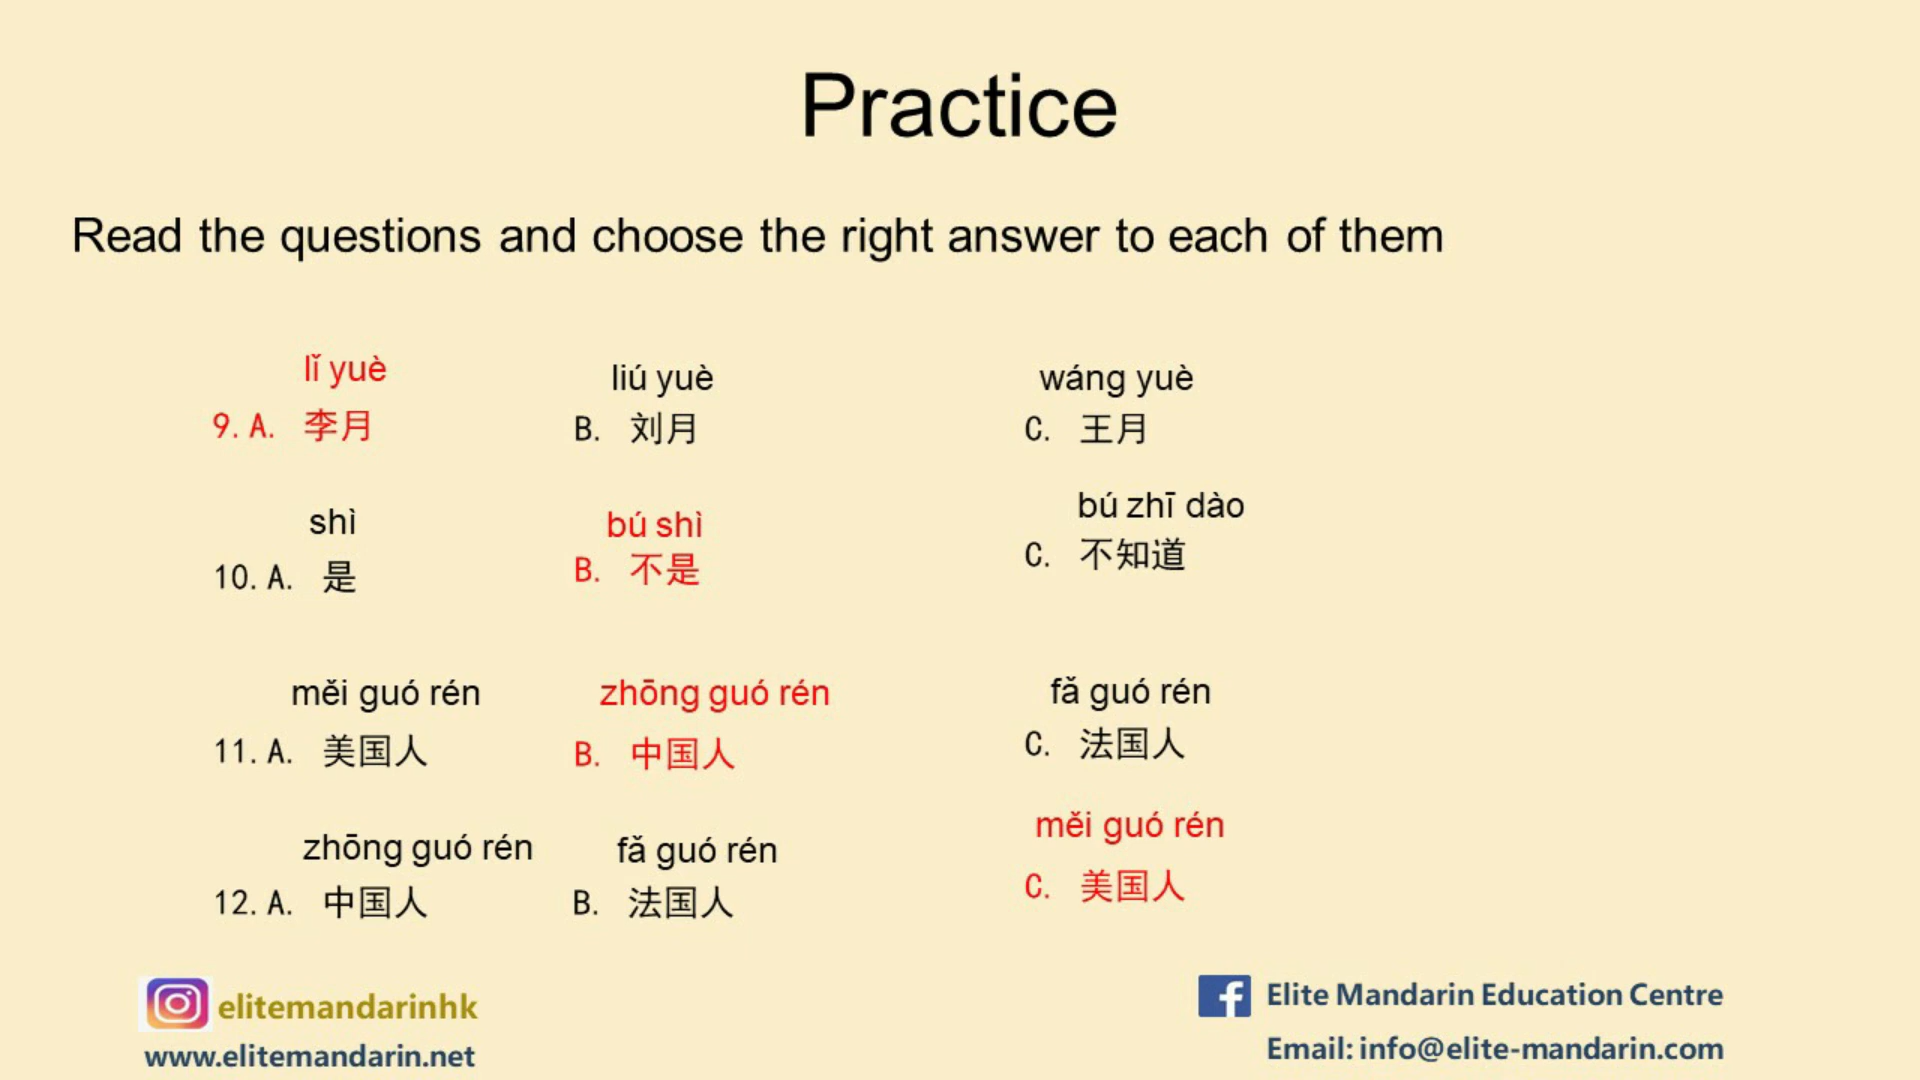 Practice
Read the questions and choose the right answer to each of them
lǐ yuè liú yuè wáng yuè
9. A. 李月 B. 刘月 C. 王月
shì bú shì bú zhī dào
10. A. 是 B. 不是 C. 不知道
měi guó rén zhōng guó rén fǎ guó rén
11. A. 美国人 B. 中国人 C. 法国人
zhōng guó rén fǎ guó rén měi guó rén
12. A. 中国人 B. 法国人 C. 美国人
elitemandarinhk
www.elitemandarin.net
Elite Mandarin Education Centre
Email: info@elite-mandarin.com